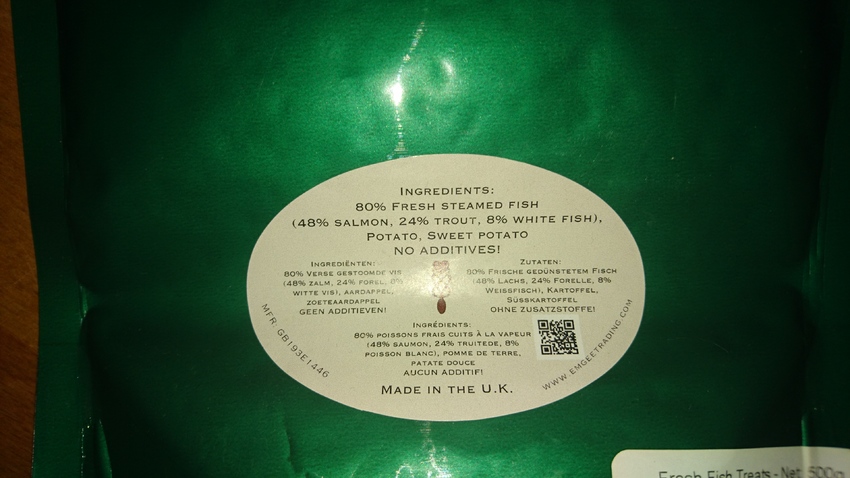 INGREDIENTS:
80% FRESH STEAMED FISH
(48% SALMON, 24% TROUT, 8% WHITE FISH),
POTATO, SWEET POTATO
NO ADDITIVES!
INGREDIËNTEN:
80% VERSE GESTOOMDE VIS
(48% ZALM, 24% FOREL, 8%
WITTE VIS), AARDAPPEL,
ZOETEAARDAPPEL
GEEN ADDITIEVEN!
ZUTATEN:
80% FRISCHE GEDÜNSTETEM FISCH
(48% LACHS, 24% FORELLE, 8%
WEISSFISCH), KARTOFFEL,
SÜSSKARTOFFEL
OHNE ZUSATZSTOFFE!
INGRÉDIENTS:
80% POISSONS FRAIS CUITS À LA VAPEUR
(48% SAUMON, 24% TRUITEDE, 8%
POISSON BLANC), POMME DE TERRE,
PATATE DOUCE
AUCUN ADDITIF!
MADE IN THE U.K.
MFR: GB193E1446
WWW.EMGEETRADING.COM
Fresh Fish Treats - Net: 500g